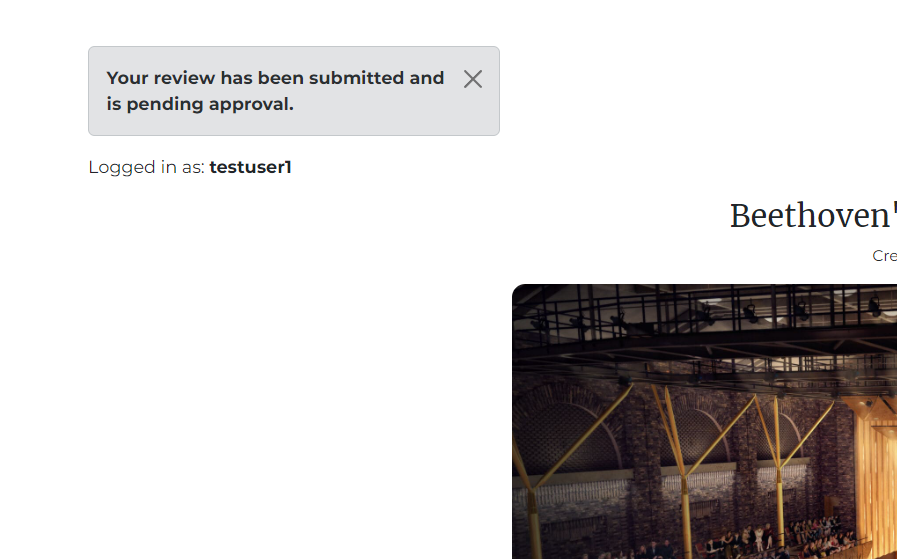 Your review has been submitted and
is pending approval.
Logged in as: testuser1
Beethoven'
Cre